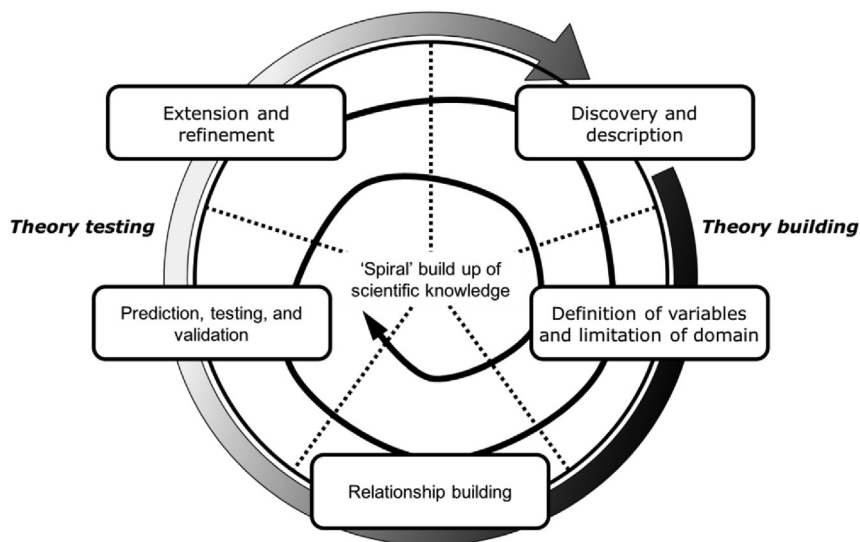 Extension and
refinement
Discovery and
description
Theory testing
Theory building
‘Spiral’ build up of
scientific knowledge
Prediction, testing, and
validation
Definition of variables
and limitation of domain
Relationship building